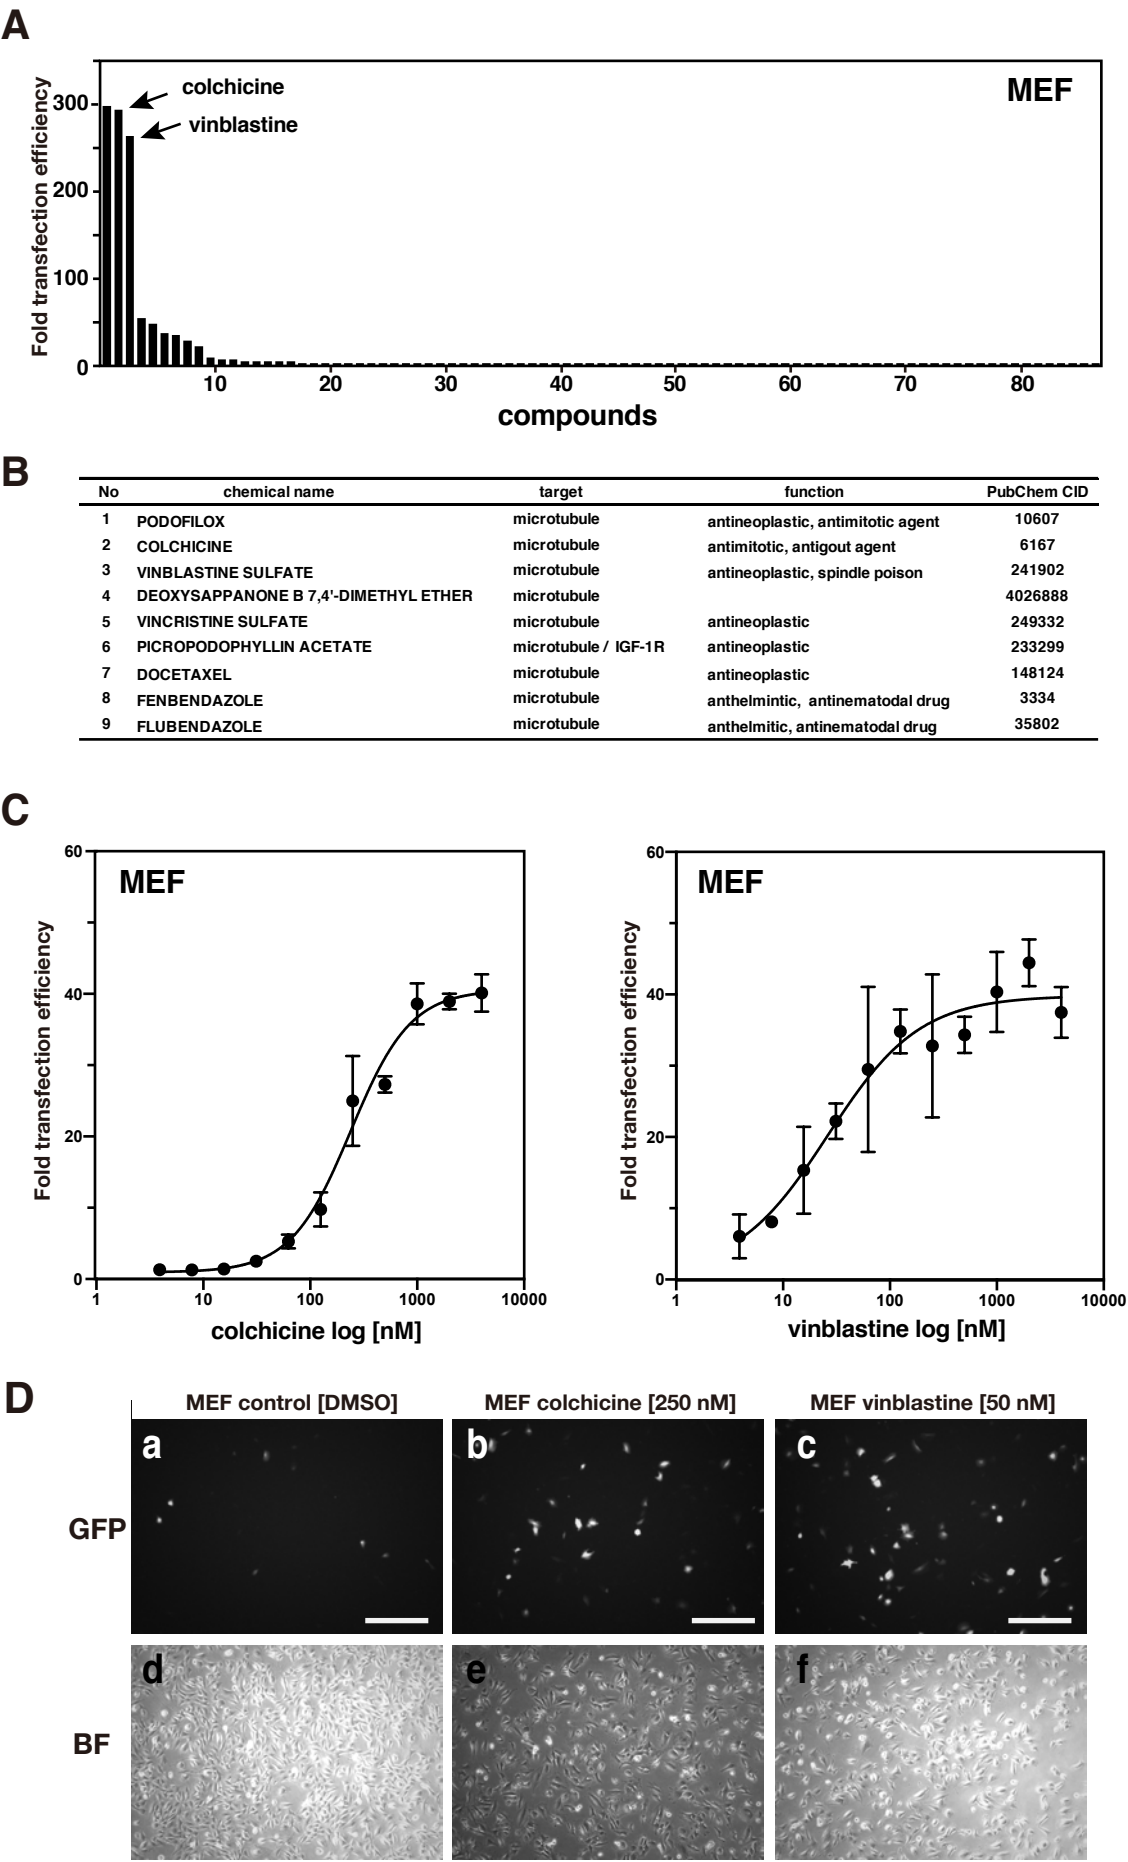 A
MEF
colchicine
vinblastine
Fold transfection efficiency
300
200
100
0
10 20 30 40 50 60 70 80
compounds
B
No chemical name target function PubChem CID
1 PODOFILOX microtubule antineoplastic, antimitotic agent 10607
2 COLCHICINE microtubule antimitotic, antigout agent 6167
3 VINBLASTINE SULFATE microtubule antineoplastic, spindle poison 241902
4 DEOXYSAPPANONE B 7,4'-DIMETHYL ETHER microtubule 4026888
5 VINCRISTINE SULFATE microtubule antineoplastic 249332
6 PICROPODOPHYLLIN ACETATE microtubule / IGF-1R antineoplastic 233299
7 DOCETAXEL microtubule antineoplastic 148124
8 FENBENDAZOLE microtubule anthelmintic, antinematodal drug 3334
9 FLUBENDAZOLE microtubule anthelmitic, antinematodal drug 35802
C
MEF
Fold transfection efficiency
60
40
20
0
1 10 100 1000 10000
colchicine log [nM]
MEF
Fold transfection efficiency
60
40
20
0
1 10 100 1000 10000
vinblastine log [nM]
D
MEF control [DMSO] MEF colchicine [250 nM] MEF vinblastine [50 nM]
GFP
a b c
BF
d e f